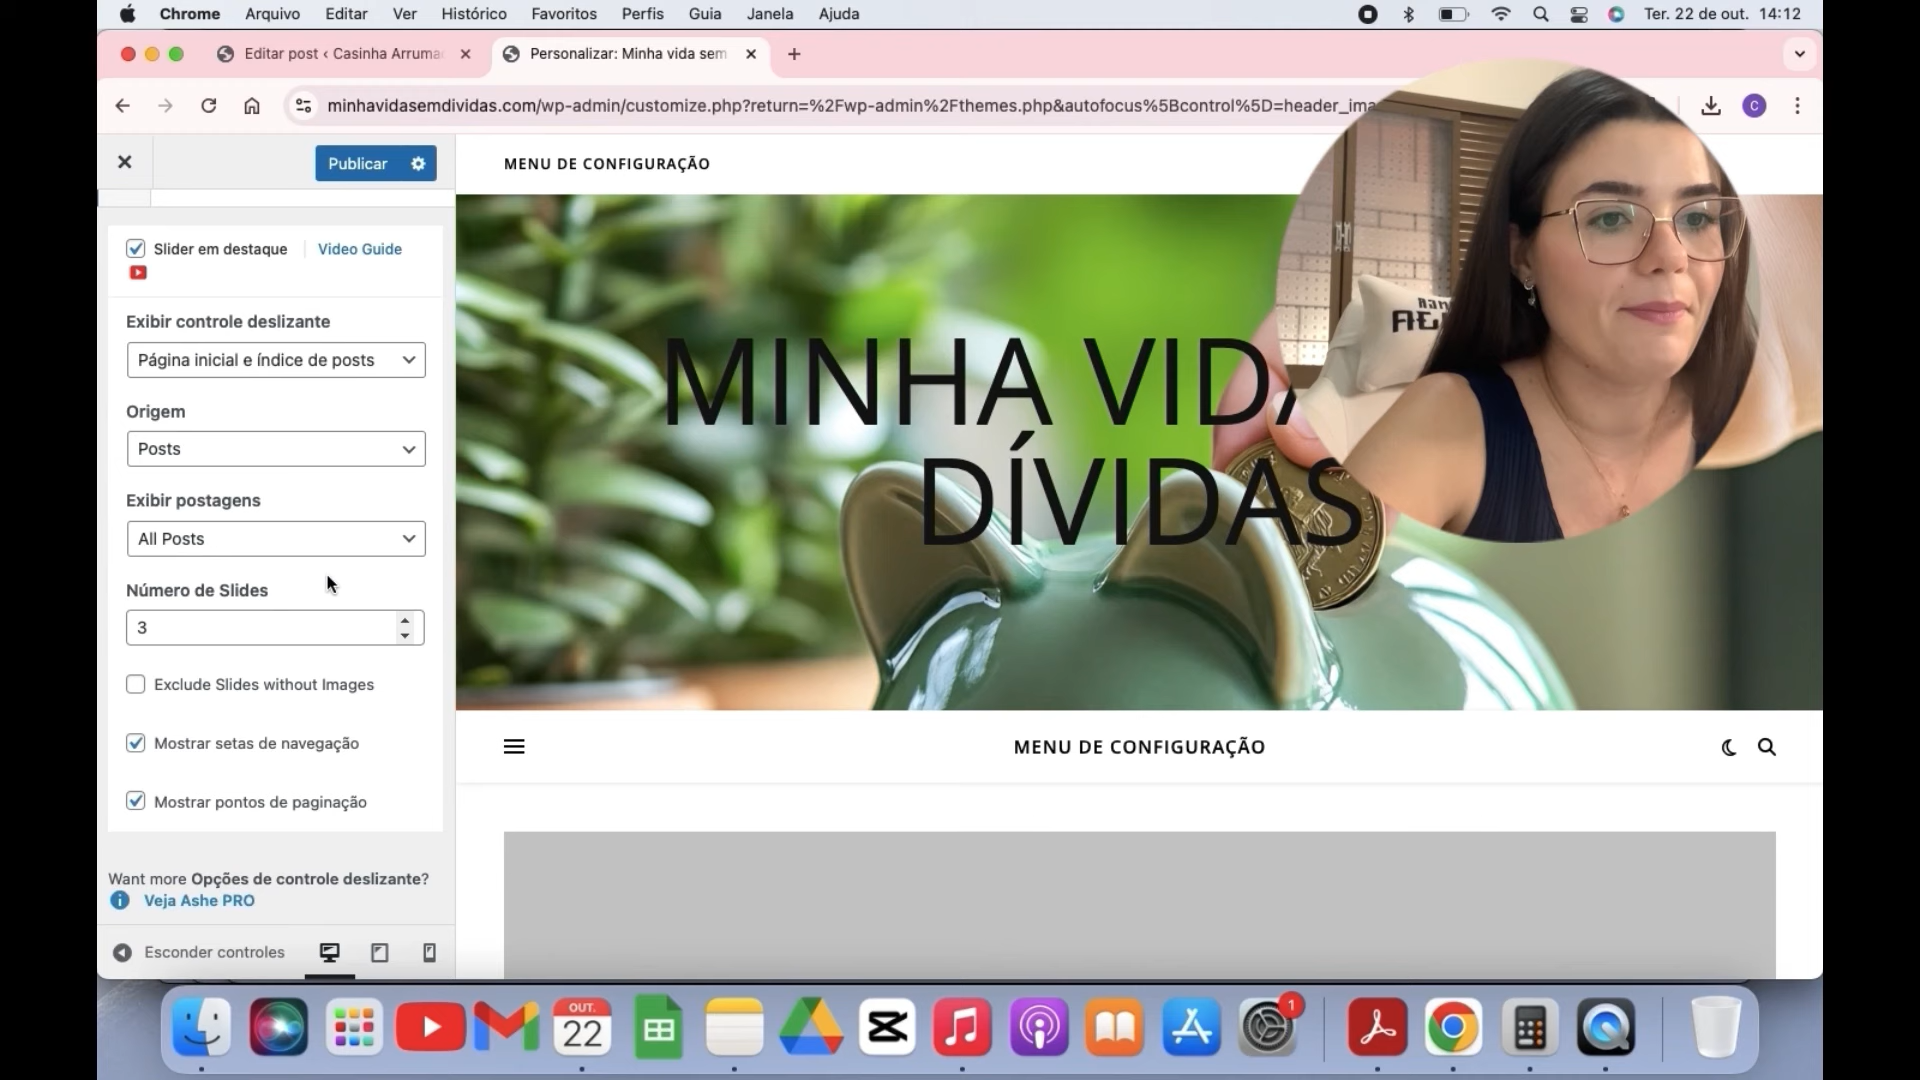 Chrome Arquivo Editar Ver Histórico Favoritos Perfis Guia Janela Ajuda Ter. 22 de out. 14:12
Editar post ‹ Casinha Arruma
Personalizar: Minha vida sem
minhavidasemdividas.com/wp-admin/customize.php?return=%2Fwp-admin%2Fthemes.php&autofocus%5Bcontrol%5D=header_ima
C
Publicar
MENU DE CONFIGURAÇÃO
Slider em destaque
Video Guide
Exibir controle deslizante
Página inicial e índice de posts
Origem
Posts
Exibir postagens
All Posts
Número de Slides
3
Exclude Slides without Images
Mostrar setas de navegação
Mostrar pontos de paginação
Want more Opções de controle deslizante?
Veja Ashe PRO
Esconder controles
MINHA VIDA
DÍVIDAS
MENU DE CONFIGURAÇÃO
OUT.
22
1